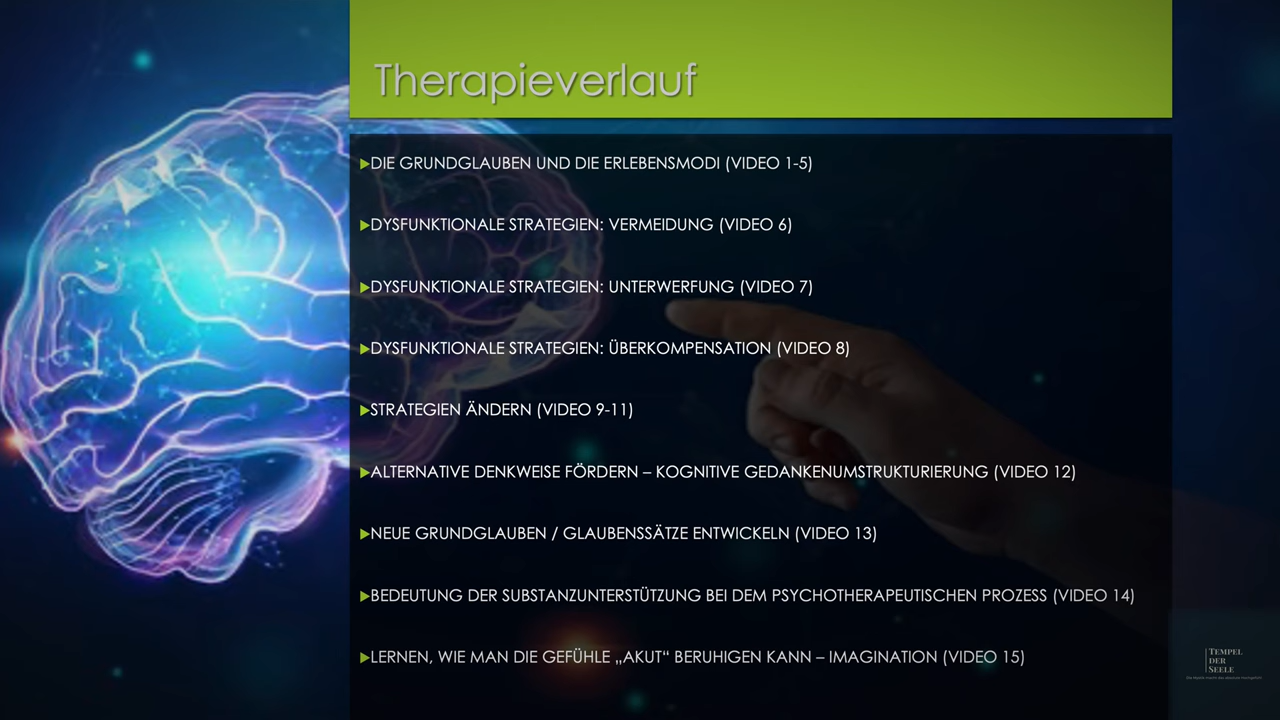 Therapieverlauf
DIE GRUNDGLAUBEN UND DIE ERLEBENSMODI (VIDEO 1-5)
DYSFUNKTIONALE STRATEGIEN: VERMEIDUNG (VIDEO 6)
DYSFUNKTIONALE STRATEGIEN: UNTERWERFUNG (VIDEO 7)
DYSFUNKTIONALE STRATEGIEN: ÜBERKOMPENSATION (VIDEO 8)
STRATEGIEN ÄNDERN (VIDEO 9-11)
ALTERNATIVE DENKWEISE FÖRDERN – KOGNITIVE GEDANKENUMSTRUKTURIERUNG (VIDEO 12)
NEUE GRUNDGLAUBEN / GLAUBENSSÄTZE ENTWICKELN (VIDEO 13)
BEDEUTUNG DER SUBSTANZUNTERSTÜTZUNG BEI DEM PSYCHOTHERAPEUTISCHEN PROZESS (VIDEO 14)
LERNEN, WIE MAN DIE GEFÜHLE „AKUT“ BERUHIGEN KANN – IMAGINATION (VIDEO 15)
TEMPEL
DER
SEELE